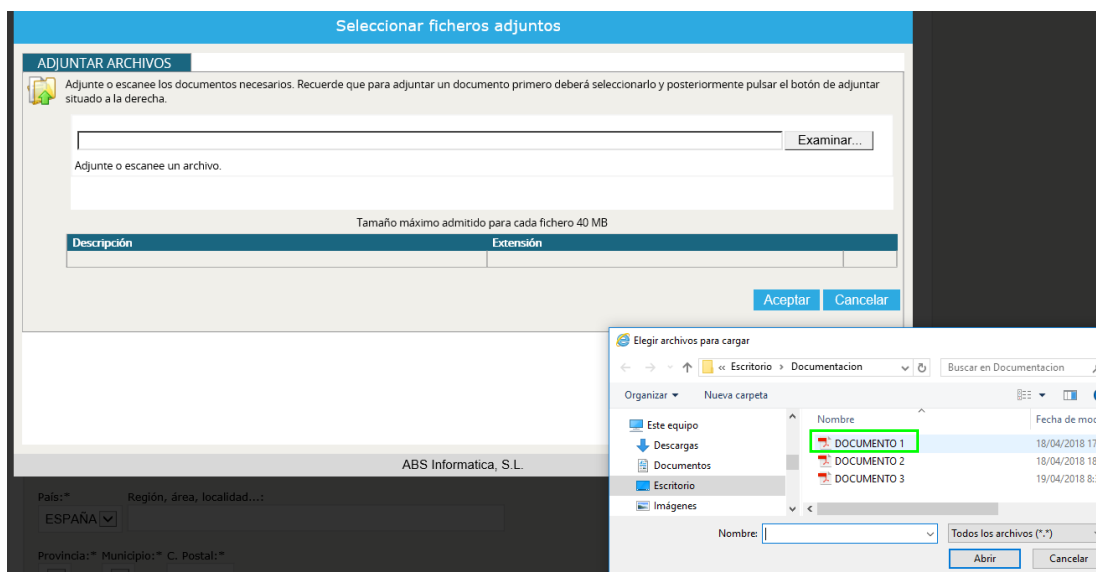 Seleccionar ficheros adjuntos
ADJUNTAR ARCHIVOS
Adjunte o escanee los documentos necesarios. Recuerde que para adjuntar un documento primero deberá seleccionarlo y posteriormente pulsar el botón de adjuntar
situado a la derecha.
Examinar...
Adjunte o escanee un archivo.
Tamaño máximo admitido para cada fichero 40 MB
Descripción Extensión
Aceptar Cancelar
Elegir archivos para cargar
« Escritorio > Documentacion Buscar en Documentacion
Organizar Nueva carpeta
Este equipo
Descargas
Documentos
Escritorio
Imágenes
Nombre Fecha de mod
DOCUMENTO 1 18/04/2018 17
DOCUMENTO 2 18/04/2018 18
DOCUMENTO 3 19/04/2018 8:
Nombre: Todos los archivos (*.*)
Abrir Cancelar
ABS Informatica, S.L.
País:* Región, área, localidad...:
ESPAÑA
Provincia:* Municipio:* C. Postal:*